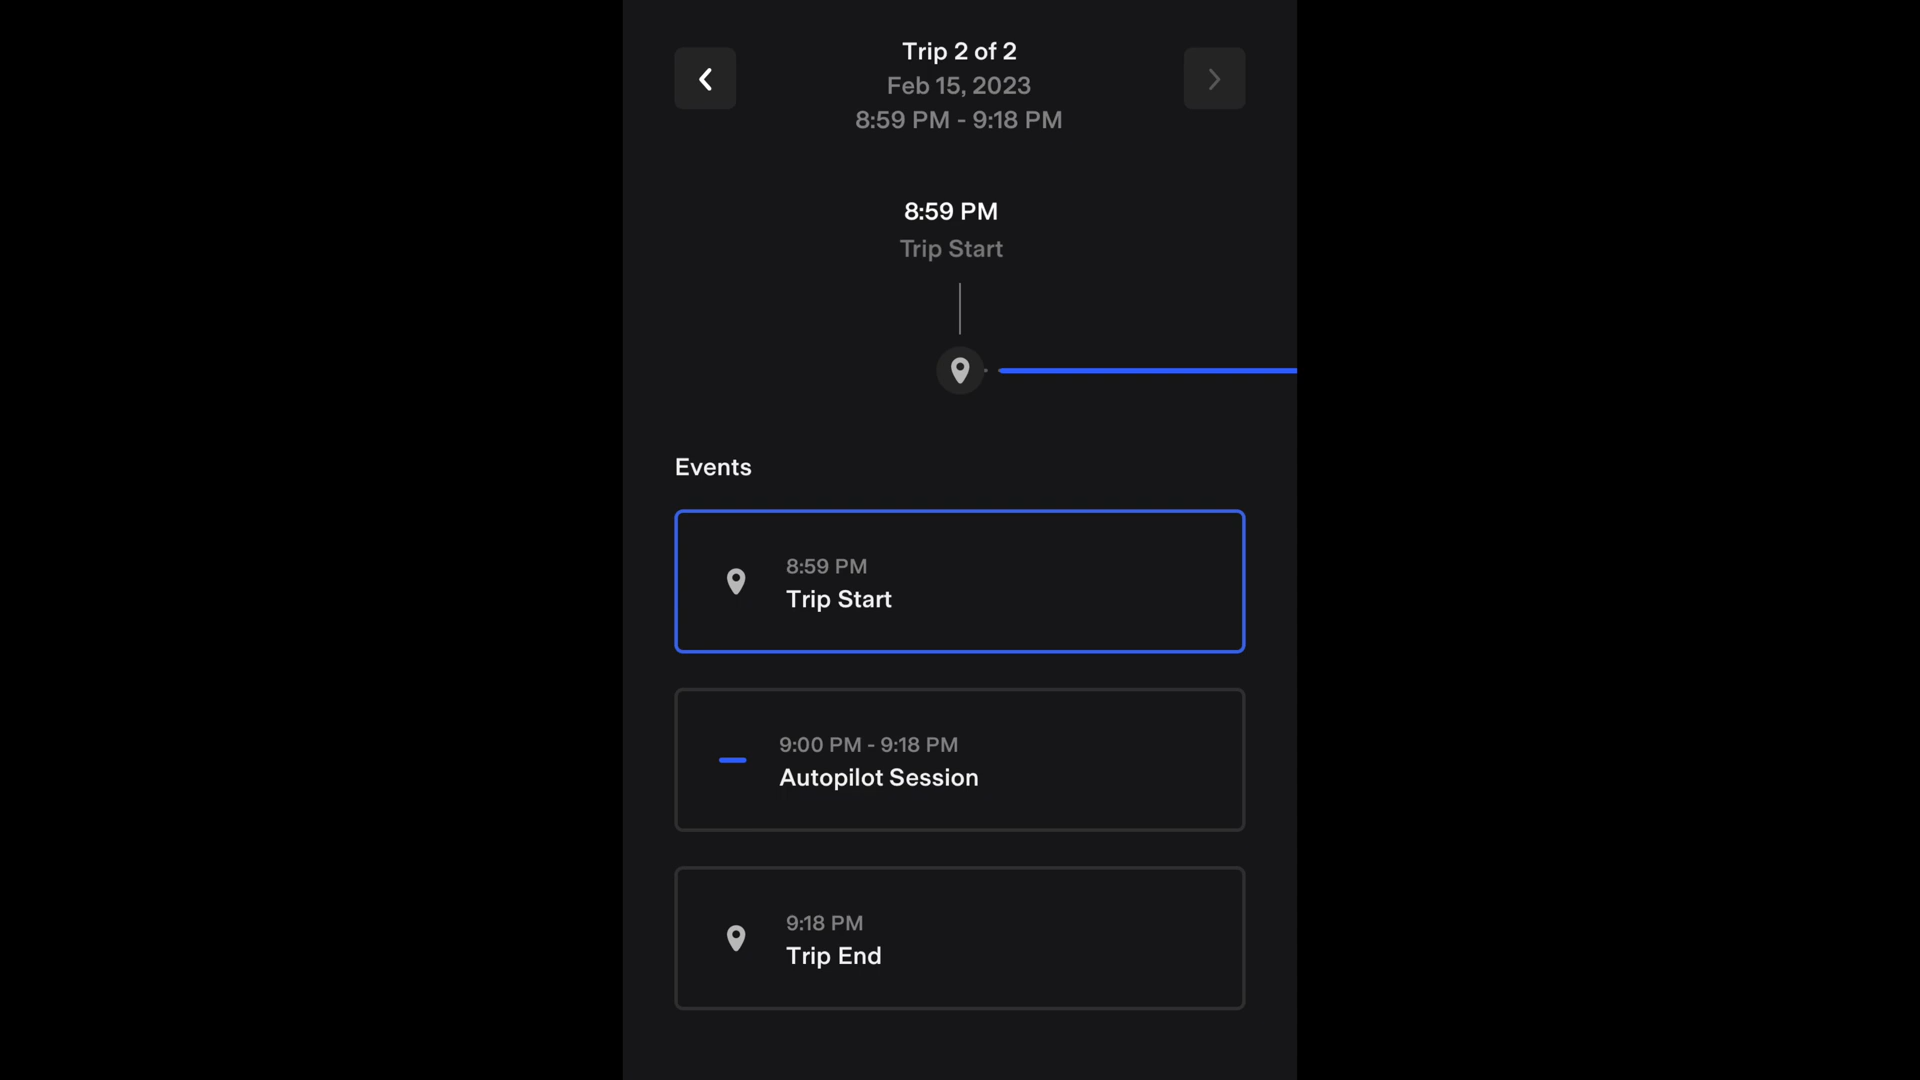 Trip 2 of 2
Feb 15, 2023
8:59 PM - 9:18 PM
8:59 PM
Trip Start
Events
8:59 PM
Trip Start
9:00 PM - 9:18 PM
Autopilot Session
9:18 PM
Trip End